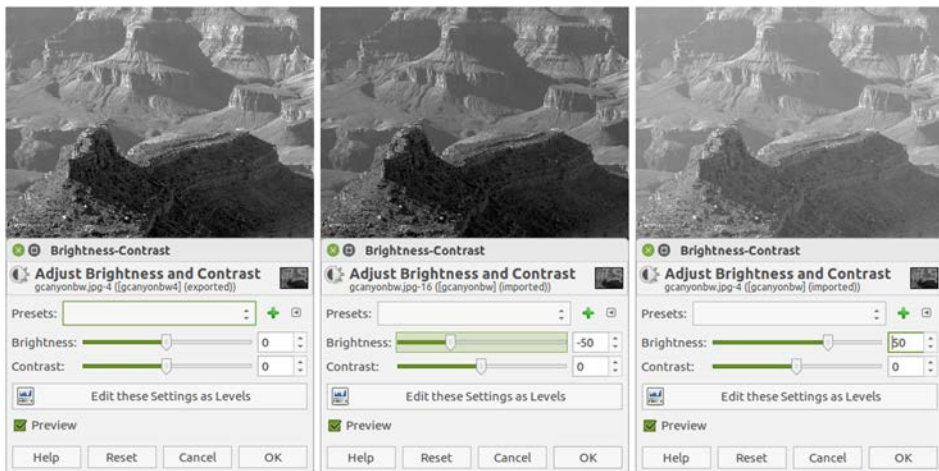 Brightness-Contrast
Adjust Brightness and Contrast
gcanyonbw.jpg-4 ([gcanyonbw4] (exported))
Presets:
Brightness: 0
Contrast: 0
Edit these Settings as Levels
Preview
Help Reset Cancel OK
Brightness-Contrast
Adjust Brightness and Contrast
gcanyonbw.jpg-16 ([gcanyonbw] (imported))
Presets:
Brightness: -50
Contrast: 0
Edit these Settings as Levels
Preview
Help Reset Cancel OK
Brightness-Contrast
Adjust Brightness and Contrast
gcanyonbw.jpg-4 ([gcanyonbw] (imported))
Presets:
Brightness: 50
Contrast: 0
Edit these Settings as Levels
Preview
Help Reset Cancel OK